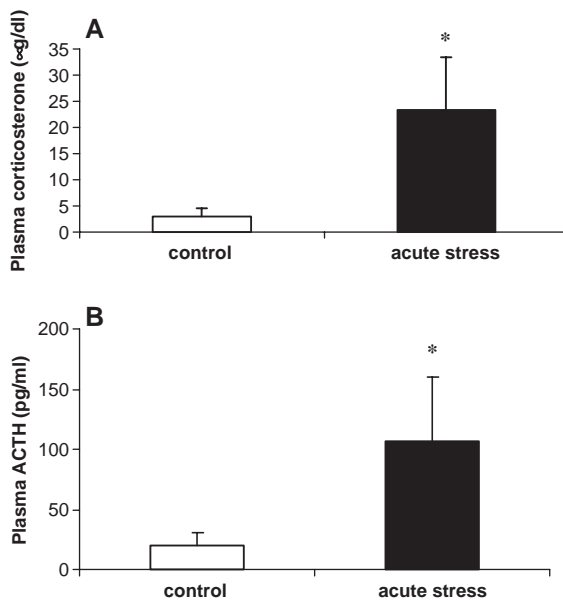 A
Plasma corticosterone (∝g/dl)
35
30
25
20
15
10
5
0
*
control
acute stress
B
Plasma ACTH (pg/ml)
200
150
100
50
0
*
control
acute stress